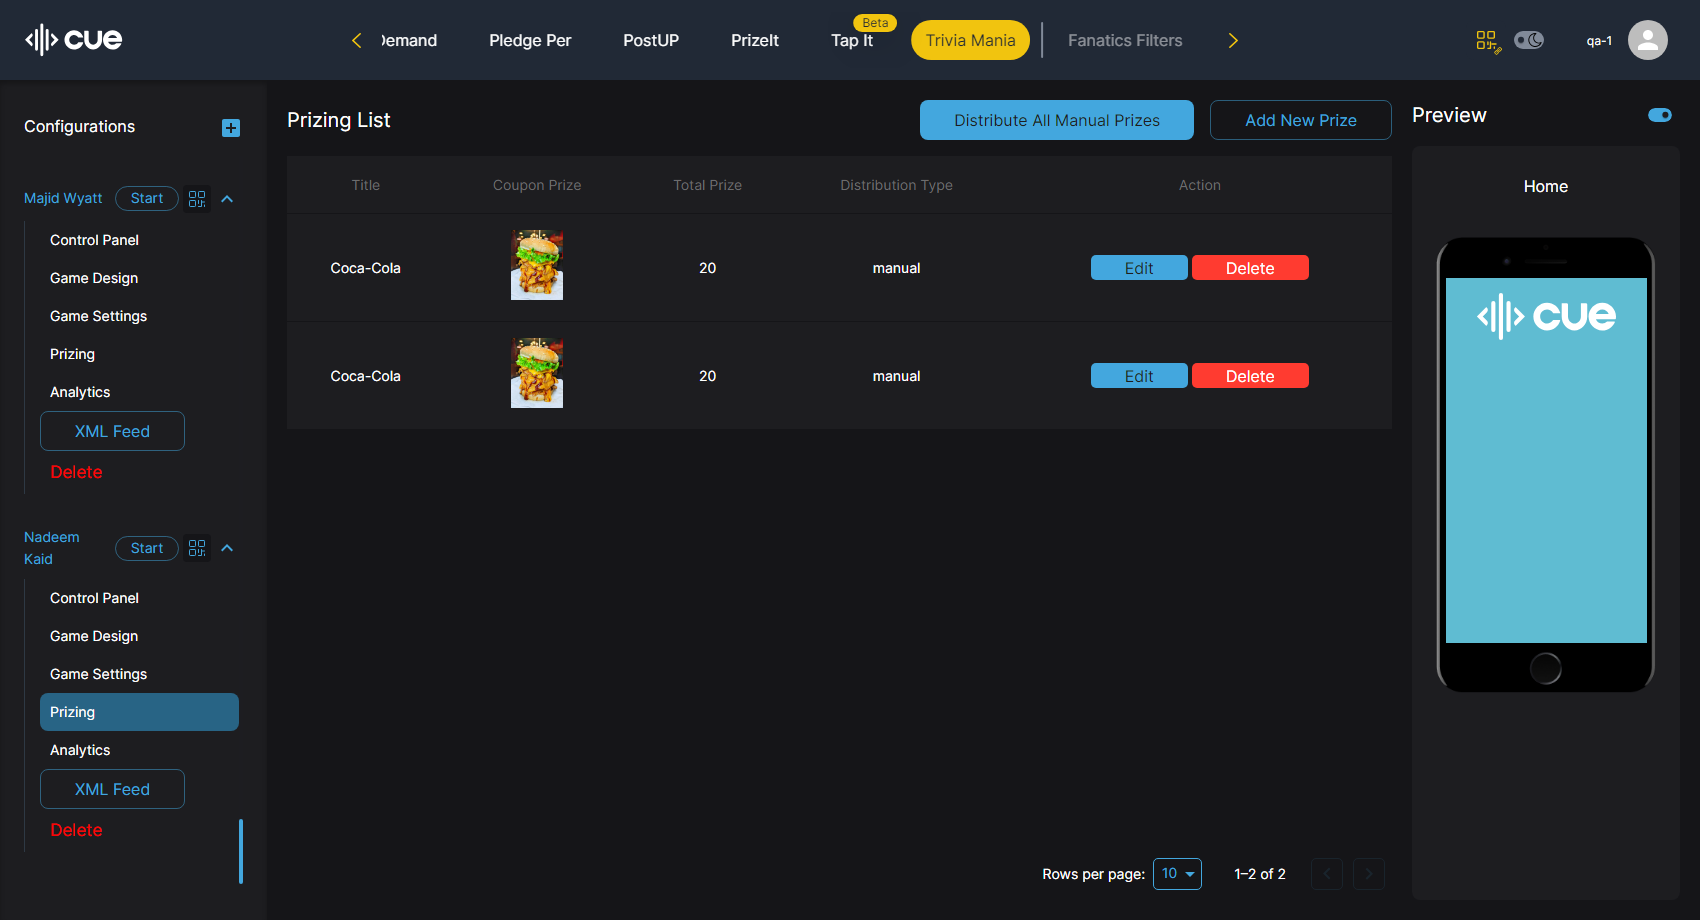 cue
Demand
Pledge Per
PostUP
PrizeIt
Tap It
Beta
Trivia Mania
Fanatics Filters
qa-1
Configurations
Majid Wyatt
Start
Control Panel
Game Design
Game Settings
Prizing
Analytics
XML Feed
Delete
Nadeem
Kaid
Start
Control Panel
Game Design
Game Settings
Prizing
Analytics
XML Feed
Delete
Prizing List
Distribute All Manual Prizes
Add New Prize
Title Coupon Prize Total Prize Distribution Type Action
Coca-Cola 20 manual Edit Delete
Coca-Cola 20 manual Edit Delete
Rows per page: 10 1–2 of 2
Preview
Home
cue